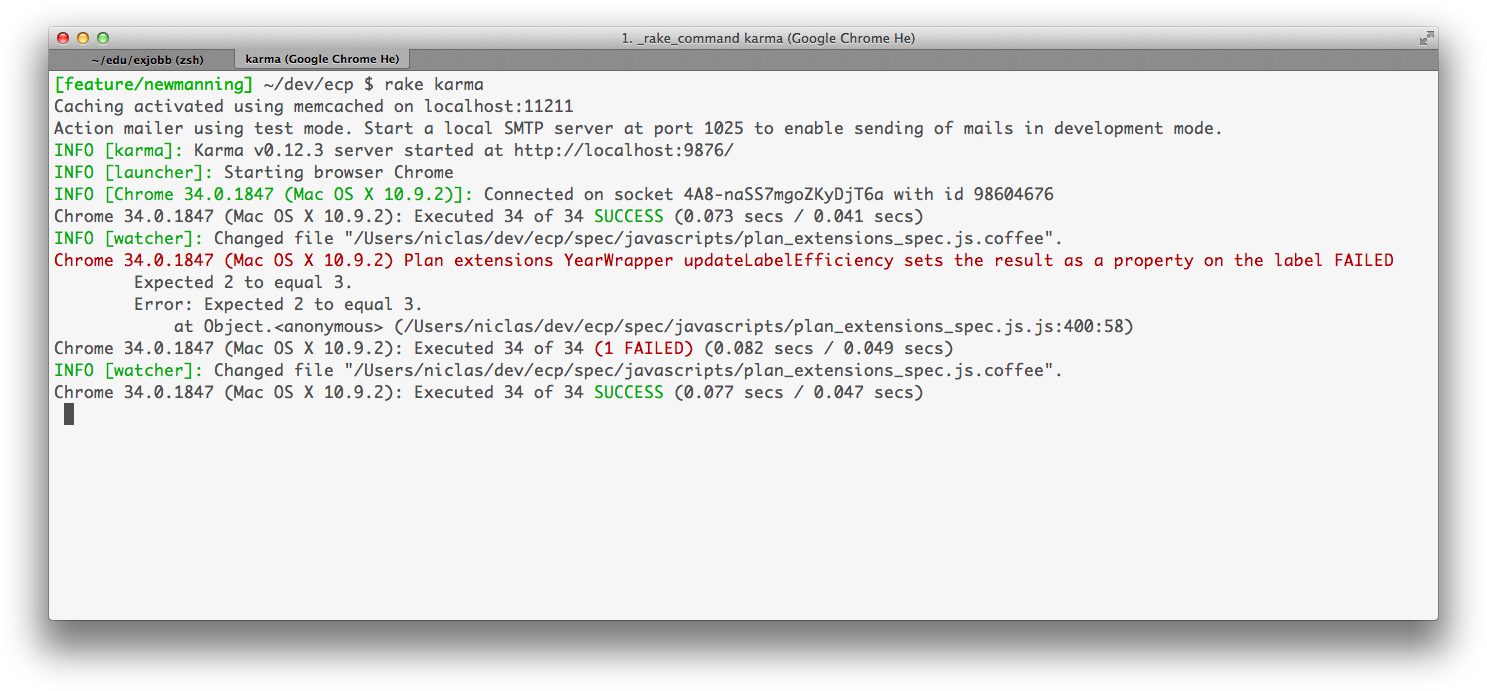 1. _rake_command karma (Google Chrome He)
~/edu/exjobb (zsh)
karma (Google Chrome He)
[feature/newmanning] ~/dev/ecp $ rake karma
Caching activated using memcached on localhost:11211
Action mailer using test mode. Start a local SMTP server at port 1025 to enable sending of mails in development mode.
INFO [karma]: Karma v0.12.3 server started at http://localhost:9876/
INFO [launcher]: Starting browser Chrome
INFO [Chrome 34.0.1847 (Mac OS X 10.9.2)]: Connected on socket 4A8-naSS7mgoZKyDjT6a with id 98604676
Chrome 34.0.1847 (Mac OS X 10.9.2): Executed 34 of 34 SUCCESS (0.073 secs / 0.041 secs)
INFO [watcher]: Changed file "/Users/niclas/dev/ecp/spec/javascripts/plan_extensions_spec.js.coffee".
Chrome 34.0.1847 (Mac OS X 10.9.2) Plan extensions YearWrapper updateLabelEfficiency sets the result as a property on the label FAILED
Expected 2 to equal 3.
Error: Expected 2 to equal 3.
at Object.<anonymous> (/Users/niclas/dev/ecp/spec/javascripts/plan_extensions_spec.js.js:400:58)
Chrome 34.0.1847 (Mac OS X 10.9.2): Executed 34 of 34 (1 FAILED) (0.082 secs / 0.049 secs)
INFO [watcher]: Changed file "/Users/niclas/dev/ecp/spec/javascripts/plan_extensions_spec.js.coffee".
Chrome 34.0.1847 (Mac OS X 10.9.2): Executed 34 of 34 SUCCESS (0.077 secs / 0.047 secs)